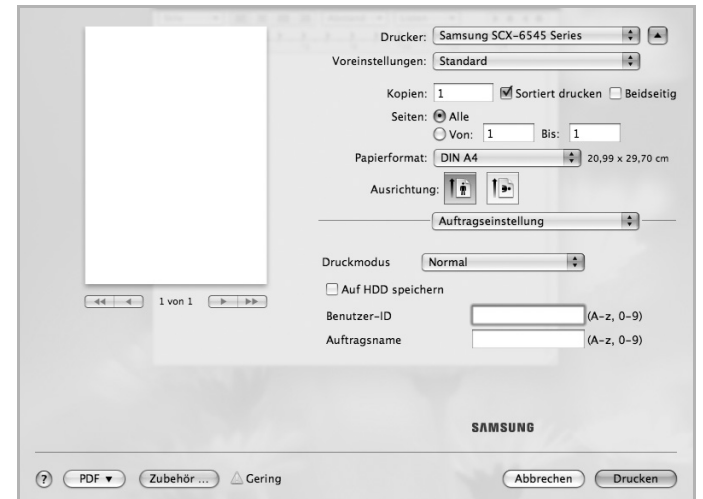 Drucker: Samsung SCX-6545 Series
Voreinstellungen: Standard
Kopien: 1 Sortiert drucken Beidseitig
Seiten: Alle
Von: 1 Bis: 1
Papierformat: DIN A4 20,99 x 29,70 cm
Ausrichtung:
Auftragseinstellung
Druckmodus Normal
Auf HDD speichern
1 von 1
Benutzer-ID (A-z, 0-9)
Auftragsname (A-z, 0-9)
SAMSUNG
? PDF Zubehör ... Gering Abbrechen Drucken